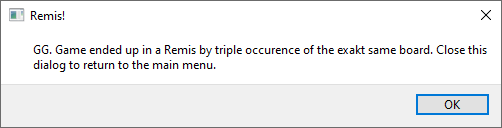 Remis!
GG. Game ended up in a Remis by triple occurence of the exakt same board. Close this
dialog to return to the main menu.
OK